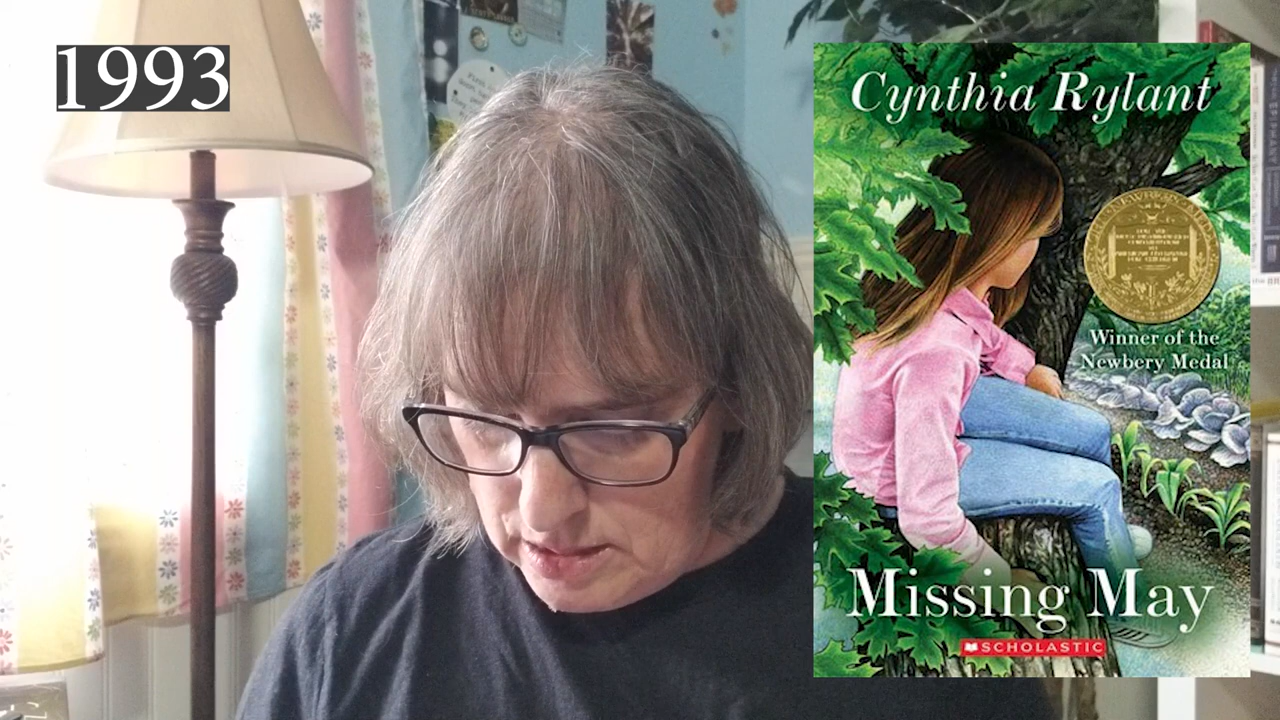 1993
Cynthia Rylant
Winner of the
Newbery Medal
Missing May
SCHOLASTIC